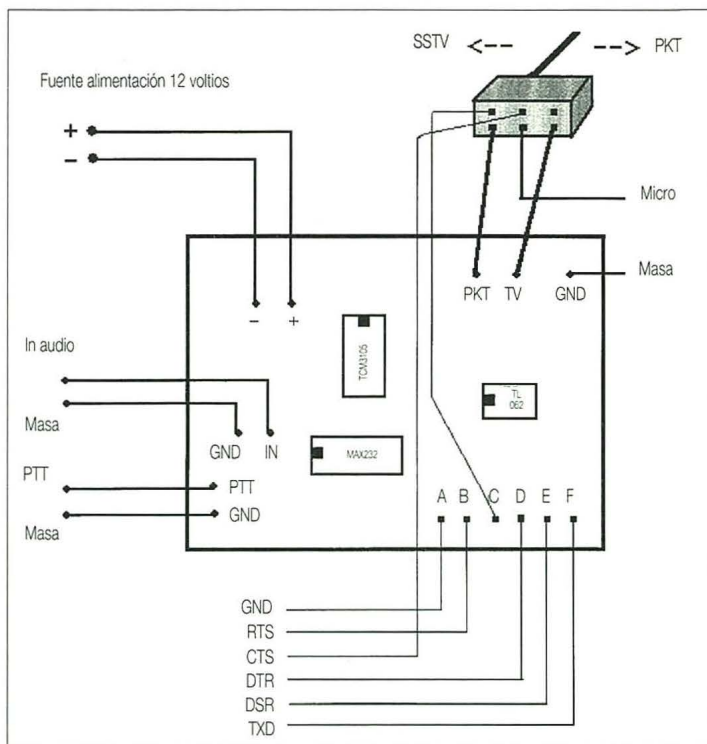 SSTV <--- ---> PKT
Fuente alimentación 12 voltios
+
−
Micro
Masa
PKT TV GND
− +
In audio
TCM3105
TL
062
Masa
GND IN
MAX232
PTT
PTT
GND
Masa
A B C D E F
GND
RTS
CTS
DTR
DSR
TXD